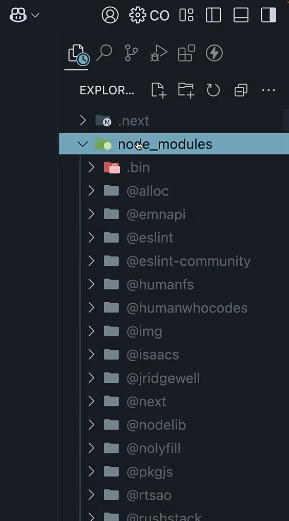 CO
EXPLOR...
.next
node_modules
.bin
@alloc
@emnapi
@eslint
@eslint-community
@humanfs
@humanwhocodes
@img
@isaacs
@jridgewell
@next
@nodelib
@nolyfill
@pkgjs
@rtsao
@rushstack